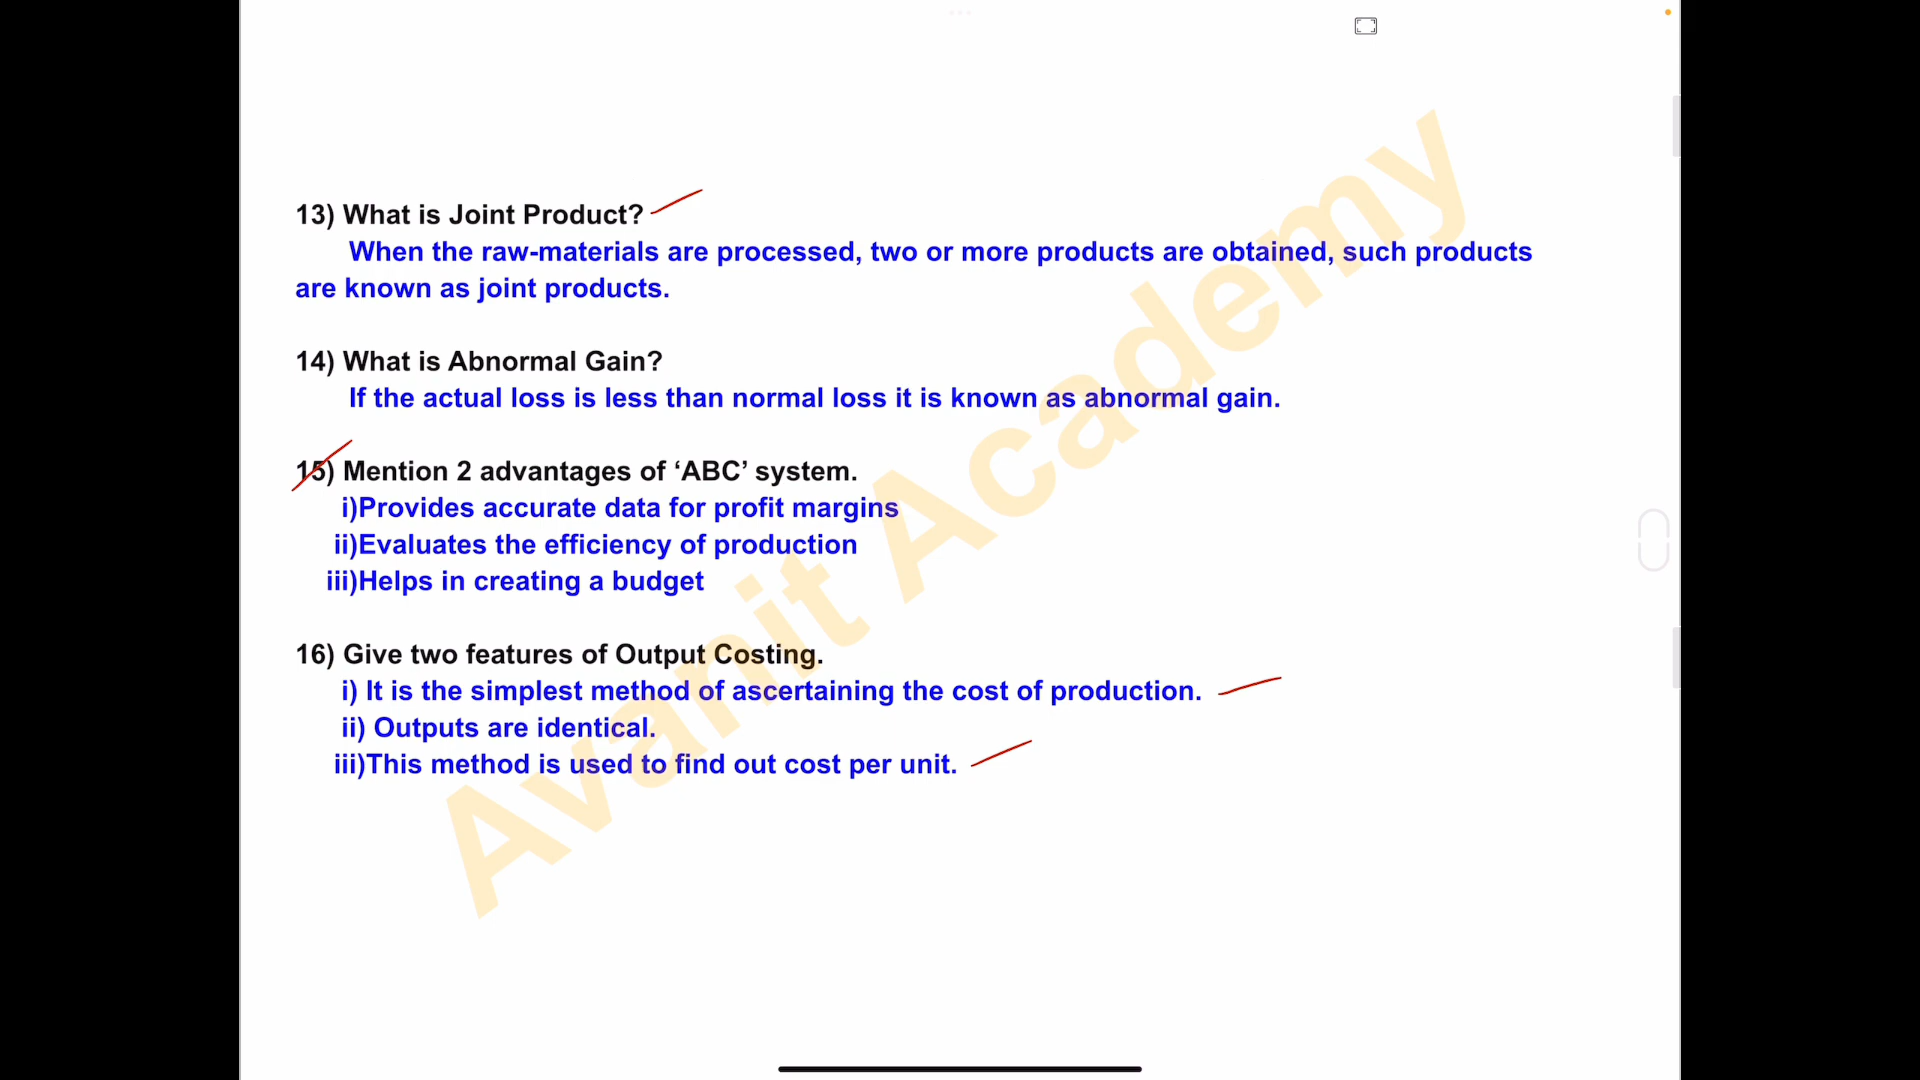 13) What is Joint Product?
When the raw-materials are processed, two or more products are obtained, such products
are known as joint products.
14) What is Abnormal Gain?
If the actual loss is less than normal loss it is known as abnormal gain.
15) Mention 2 advantages of ‘ABC’ system.
i)Provides accurate data for profit margins
ii)Evaluates the efficiency of production
iii)Helps in creating a budget
16) Give two features of Output Costing.
i) It is the simplest method of ascertaining the cost of production.
ii) Outputs are identical.
iii)This method is used to find out cost per unit.
Avanit Academy